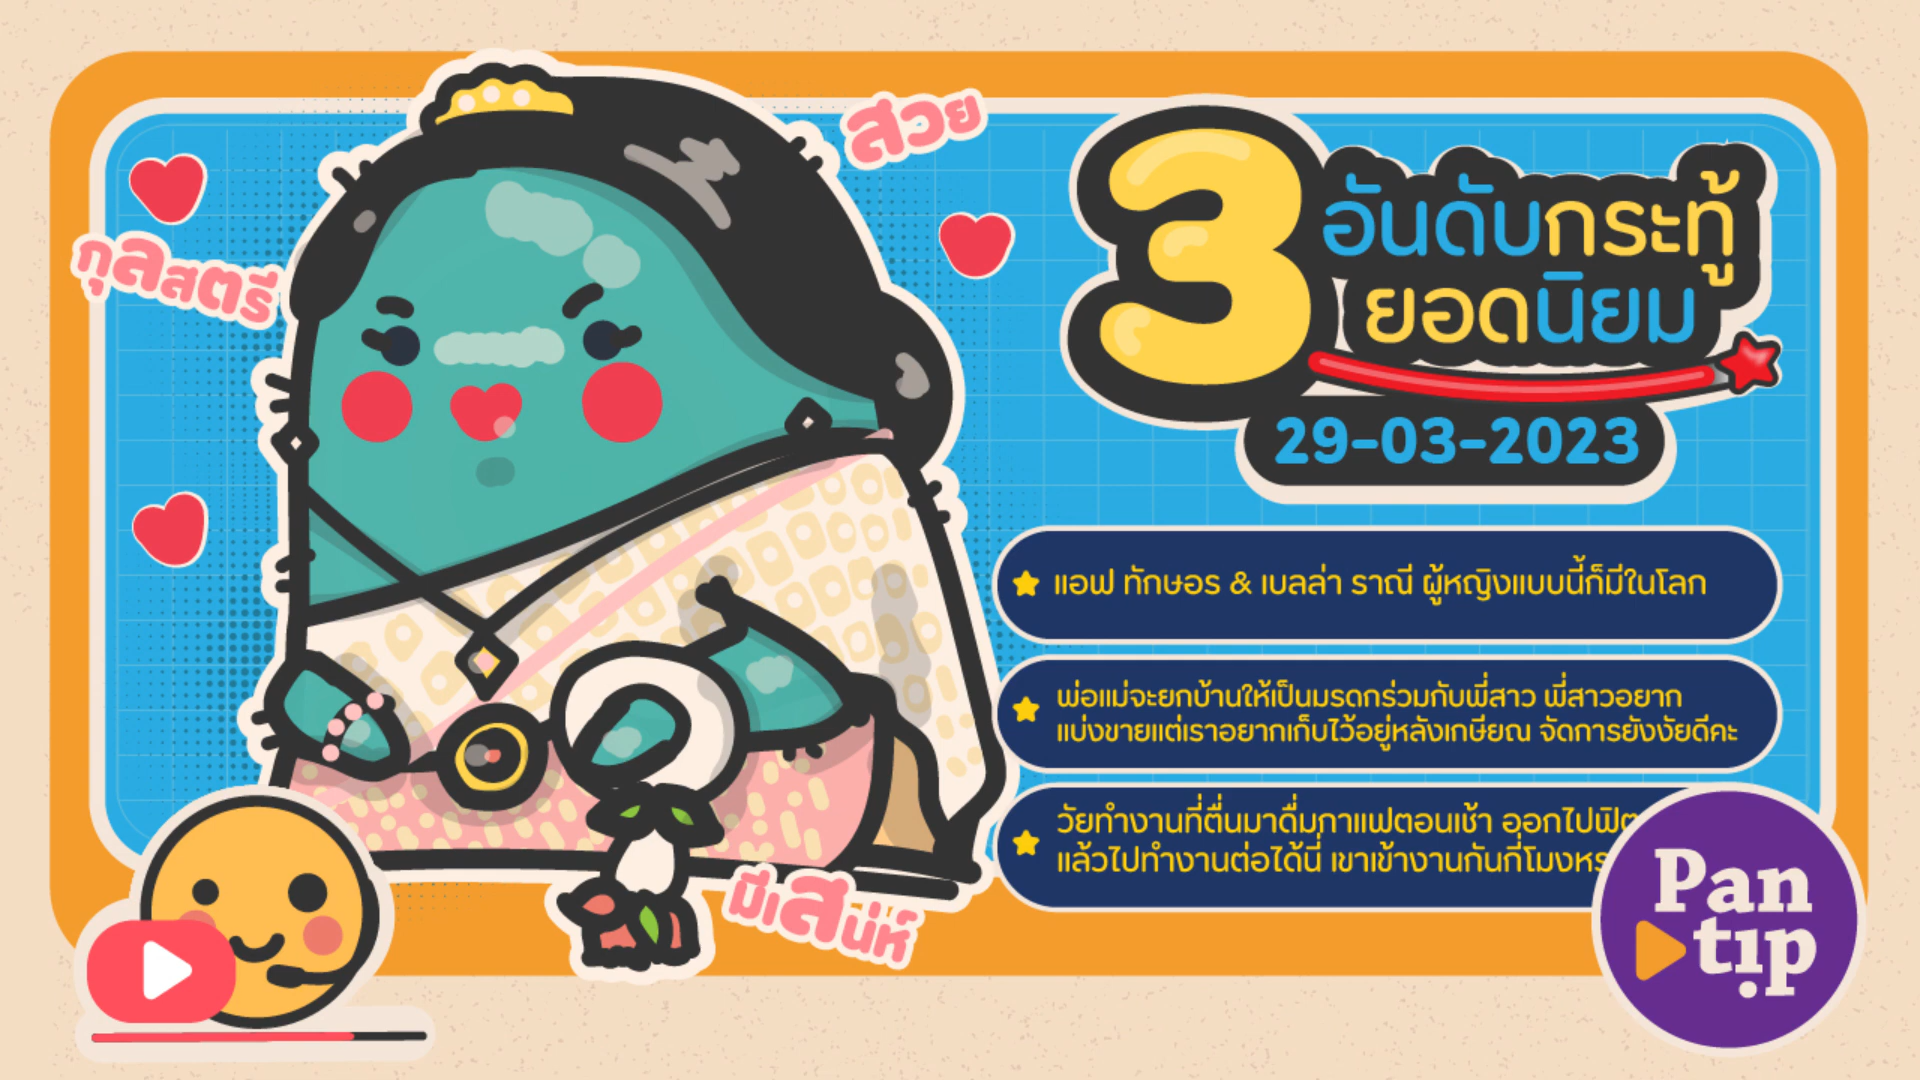 สวย
กุลสตรี
มีเสน่ห์
3 อันดับกระทู้
ยอดนิยม
29-03-2023
แอฟ ทักษอร & เบลล่า ราณี ผู้หญิงแบบนี้ก็มีในโลก
พ่อแม่จะยกบ้านให้เป็นมรดกร่วมกับพี่สาว พี่สาวอยาก
แบ่งขายแต่เราอยากเก็บไว้อยู่หลังเกษียณ จัดการยังงัยดีคะ
วัยทำงานที่ตื่นมาดื่มกาแฟตอนเช้า ออกไปฟิต
แล้วไปทำงานต่อได้นี่ เขาเข้างานกันกี่โมงหร
Pan
tip